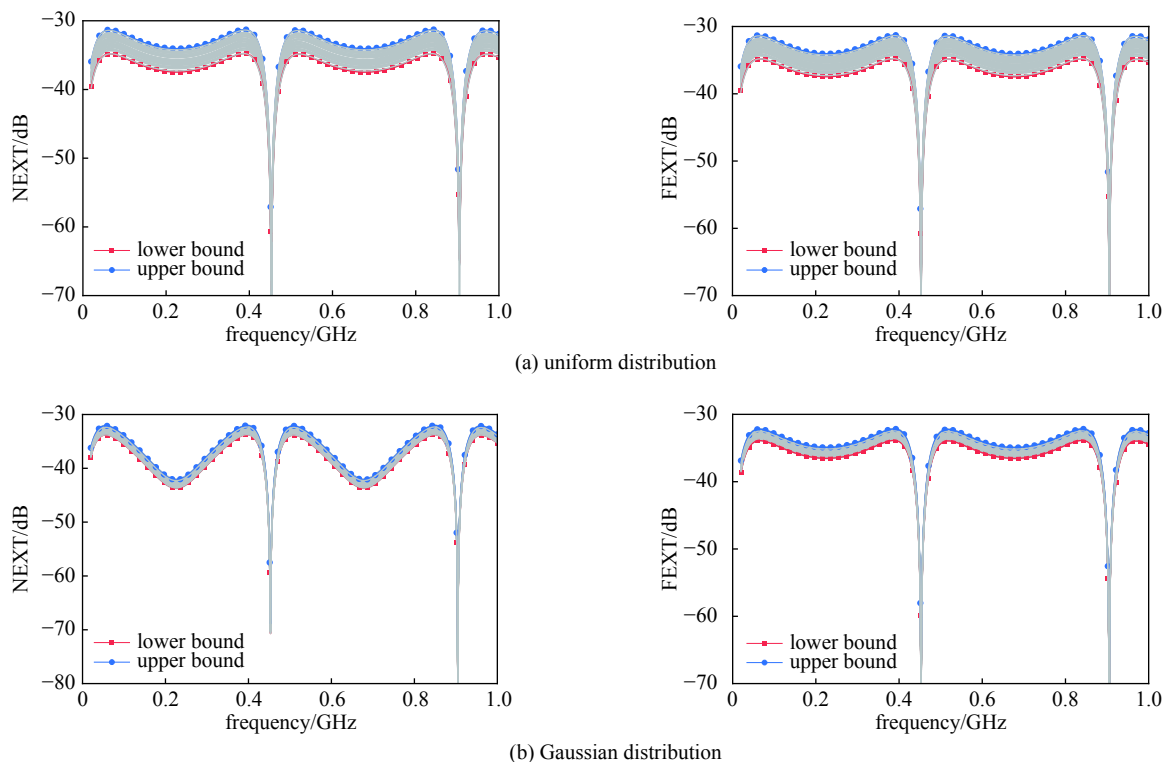 −30
−40
−50
−60
−70
NEXT/dB
lower bound
upper bound
0 0.2 0.4 0.6 0.8 1.0
frequency/GHz
−30
−40
−50
−60
−70
FEXT/dB
lower bound
upper bound
0 0.2 0.4 0.6 0.8 1.0
frequency/GHz
(a) uniform distribution
−30
−40
−50
−60
−70
−80
NEXT/dB
lower bound
upper bound
0 0.2 0.4 0.6 0.8 1.0
frequency/GHz
−30
−40
−50
−60
−70
FEXT/dB
lower bound
upper bound
0 0.2 0.4 0.6 0.8 1.0
frequency/GHz
(b) Gaussian distribution